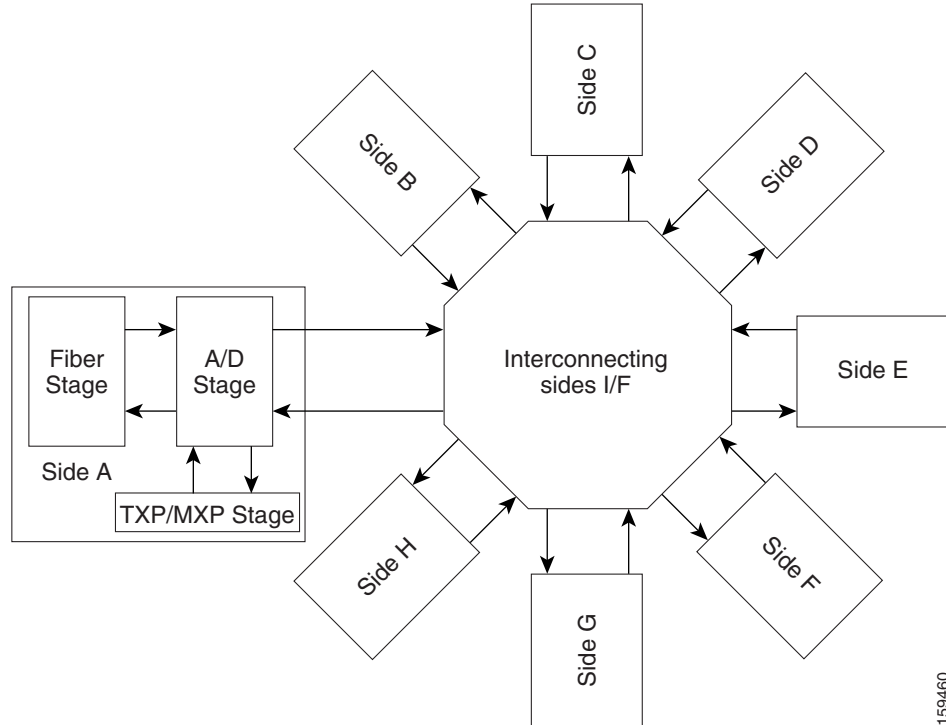 Side C
Side B
Side D
Fiber
Stage
A/D
Stage
Side A
TXP/MXP Stage
Interconnecting
sides I/F
Side E
Side H
Side F
Side G
159460